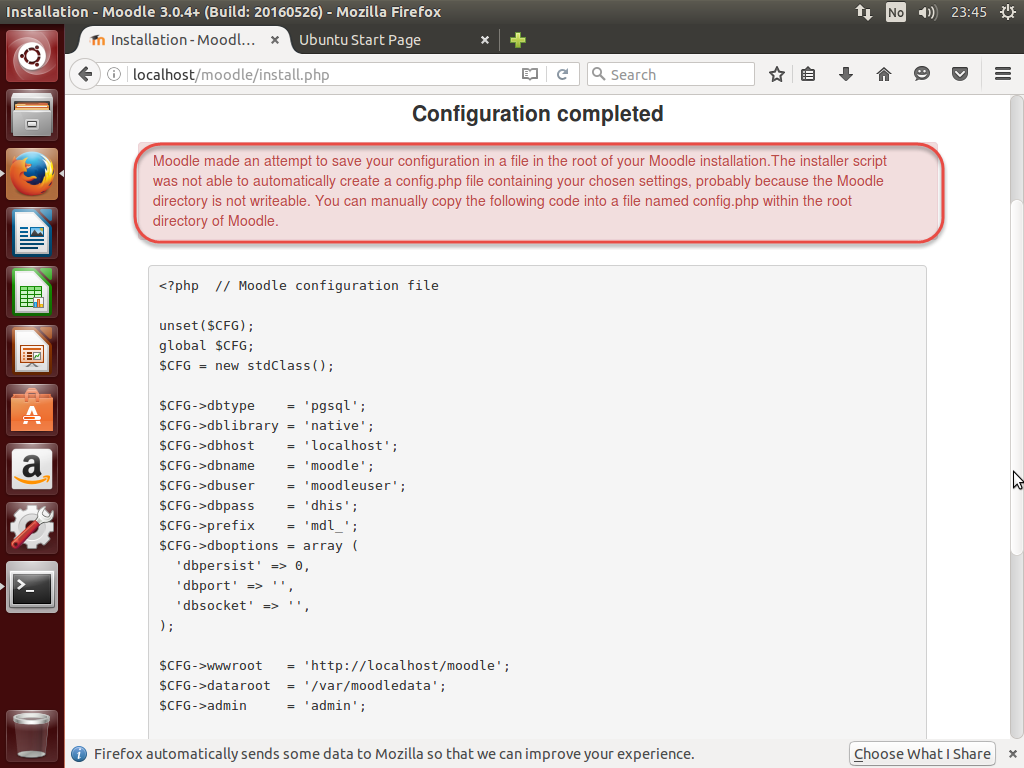 Installation - Moodle 3.0.4+ (Build: 20160526) - Mozilla Firefox
No
23:45
Installation - Moodl... ×
Ubuntu Start Page ×
localhost/moodle/install.php
Search
Configuration completed
Moodle made an attempt to save your configuration in a file in the root of your Moodle installation.The installer script
was not able to automatically create a config.php file containing your chosen settings, probably because the Moodle
directory is not writeable. You can manually copy the following code into a file named config.php within the root
directory of Moodle.
<?php  // Moodle configuration file
unset($CFG);
global $CFG;
$CFG = new stdClass();
$CFG->dbtype    = 'pgsql';
$CFG->dblibrary = 'native';
$CFG->dbhost    = 'localhost';
$CFG->dbname    = 'moodle';
$CFG->dbuser    = 'moodleuser';
$CFG->dbpass    = 'dhis';
$CFG->prefix    = 'mdl_';
$CFG->dboptions = array (
  'dbpersist' => 0,
  'dbport' => '',
  'dbsocket' => '',
);
$CFG->wwwroot   = 'http://localhost/moodle';
$CFG->dataroot  = '/var/moodledata';
$CFG->admin     = 'admin';
Firefox automatically sends some data to Mozilla so that we can improve your experience.
Choose What I Share ×